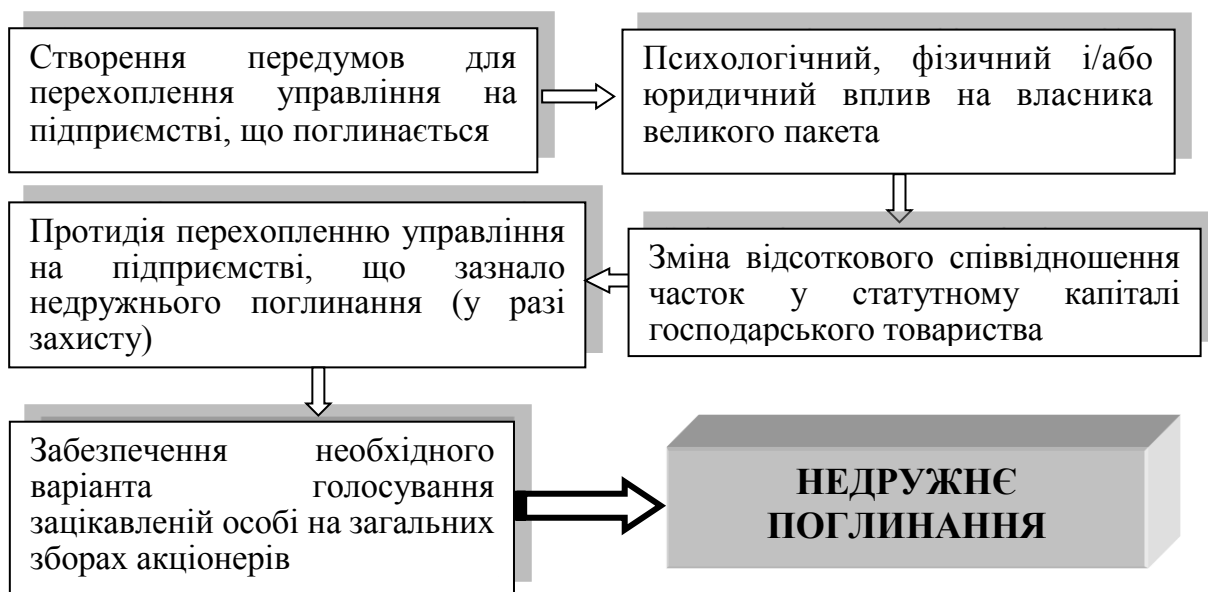 Створення передумов для
перехоплення управління на
підприємстві, що поглинається
Психологічний, фізичний і/або
юридичний вплив на власника
великого пакета
Зміна відсоткового співвідношення
часток у статутному капіталі
господарського товариства
Протидія перехопленню управління
на підприємстві, що зазнало
недружнього поглинання (у разі
захисту)
Забезпечення необхідного
варіанта голосування
зацікавленій особі на загальних
зборах акціонерів
НЕДРУЖНЄ
ПОГЛИНАННЯ